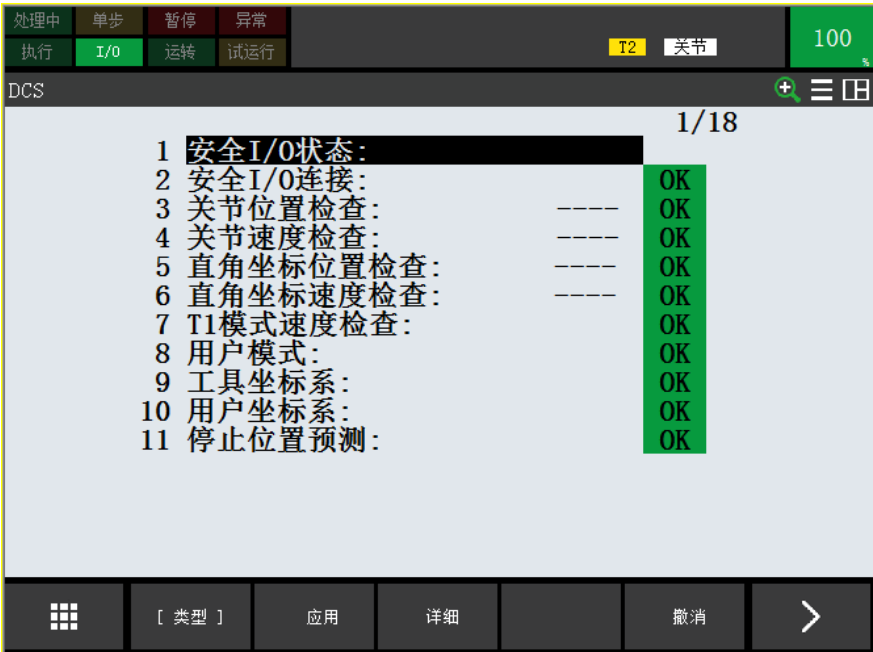 处理中 单步 暂停 异常
执行 I/O 运转 试运行 T2 关节 100 %
DCS
1/18
1 安全I/O状态:
2 安全I/O连接: OK
3 关节位置检查: ---- OK
4 关节速度检查: ---- OK
5 直角坐标位置检查: ---- OK
6 直角坐标速度检查: ---- OK
7 T1模式速度检查: OK
8 用户模式: OK
9 工具坐标系: OK
10 用户坐标系: OK
11 停止位置预测: OK
[ 类型 ] 应用 详细 撤消